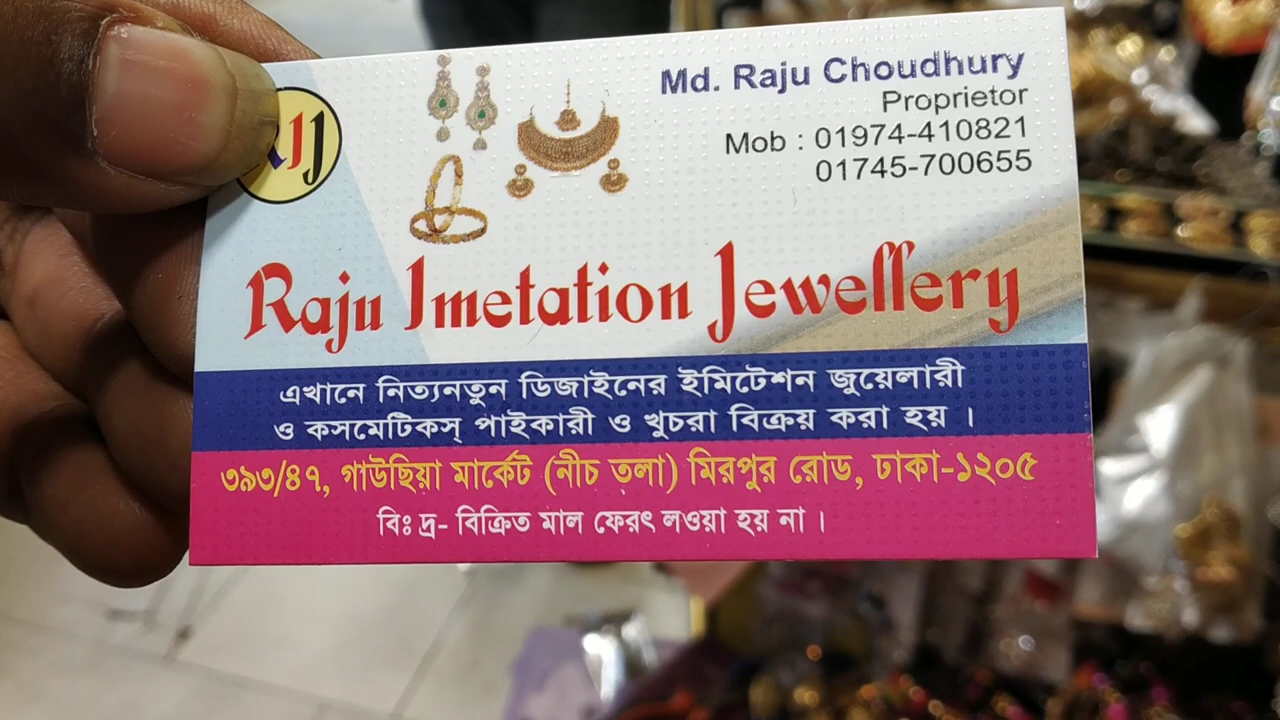 Md. Raju Choudhury
Proprietor
Mob : 01974-410821
01745-700655
Raju Imetation Jewellery
এখানে নিত্যনতুন ডিজাইনের ইমিটেশন জুয়েলারী
ও কসমেটিকস্ পাইকারী ও খুচরা বিক্রয় করা হয় ।
৩৯৩/৪৭, গাউছিয়া মার্কেট (নীচ তলা) মিরপুর রোড, ঢাকা-১২০৫
বিঃ দ্র- বিক্রিত মাল ফেরৎ লওয়া হয় না ।